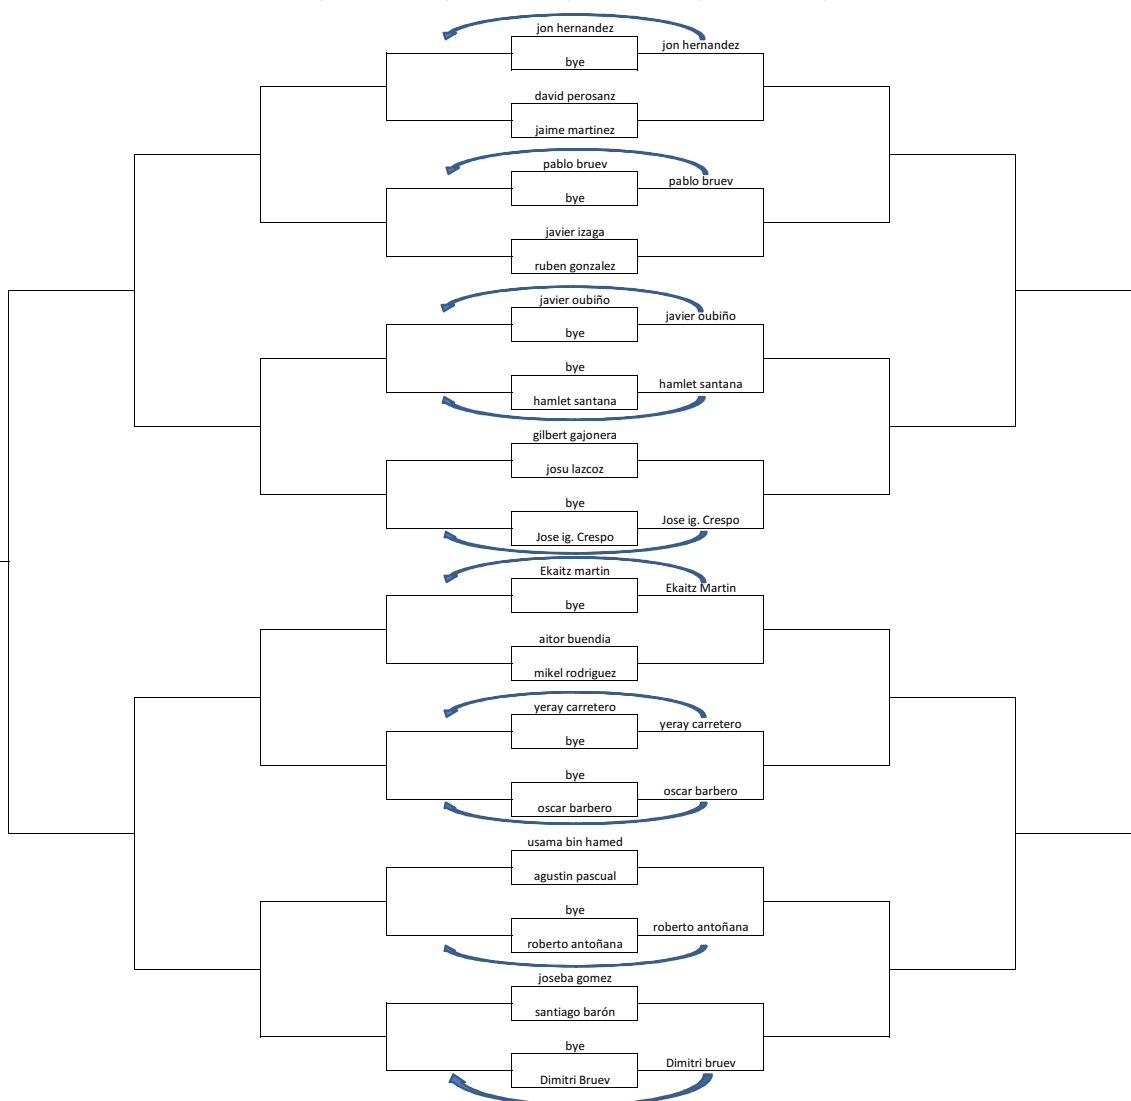 jon hernandez
jon hernandez
bye
david perosanz
jaime martinez
pablo bruev
pablo bruev
bye
javier izaga
ruben gonzalez
javier oubiño
javier oubiño
bye
bye
hamlet santana
hamlet santana
gilbert gajonera
josu lazcoz
bye
Jose ig. Crespo
Jose ig. Crespo
Ekaitz martin
Ekaitz Martin
bye
aitor buendia
mikel rodriguez
yeray carretero
yeray carretero
bye
bye
oscar barbero
oscar barbero
usama bin hamed
agustin pascual
bye
roberto antoñana
roberto antoñana
joseba gomez
santiago barón
bye
Dimitri bruev
Dimitri Bruev